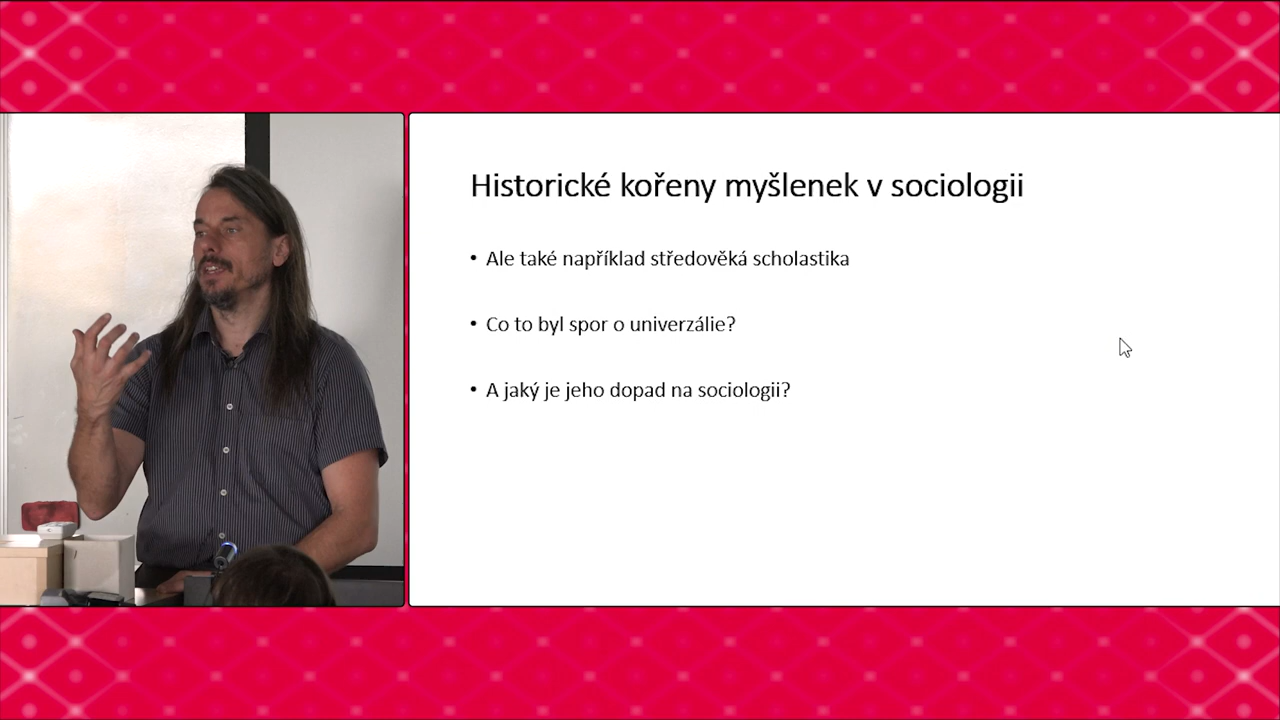 Historické kořeny myšlenek v sociologii
• Ale také například středověká scholastika
• Co to byl spor o univerzálie?
• A jaký je jeho dopad na sociologii?